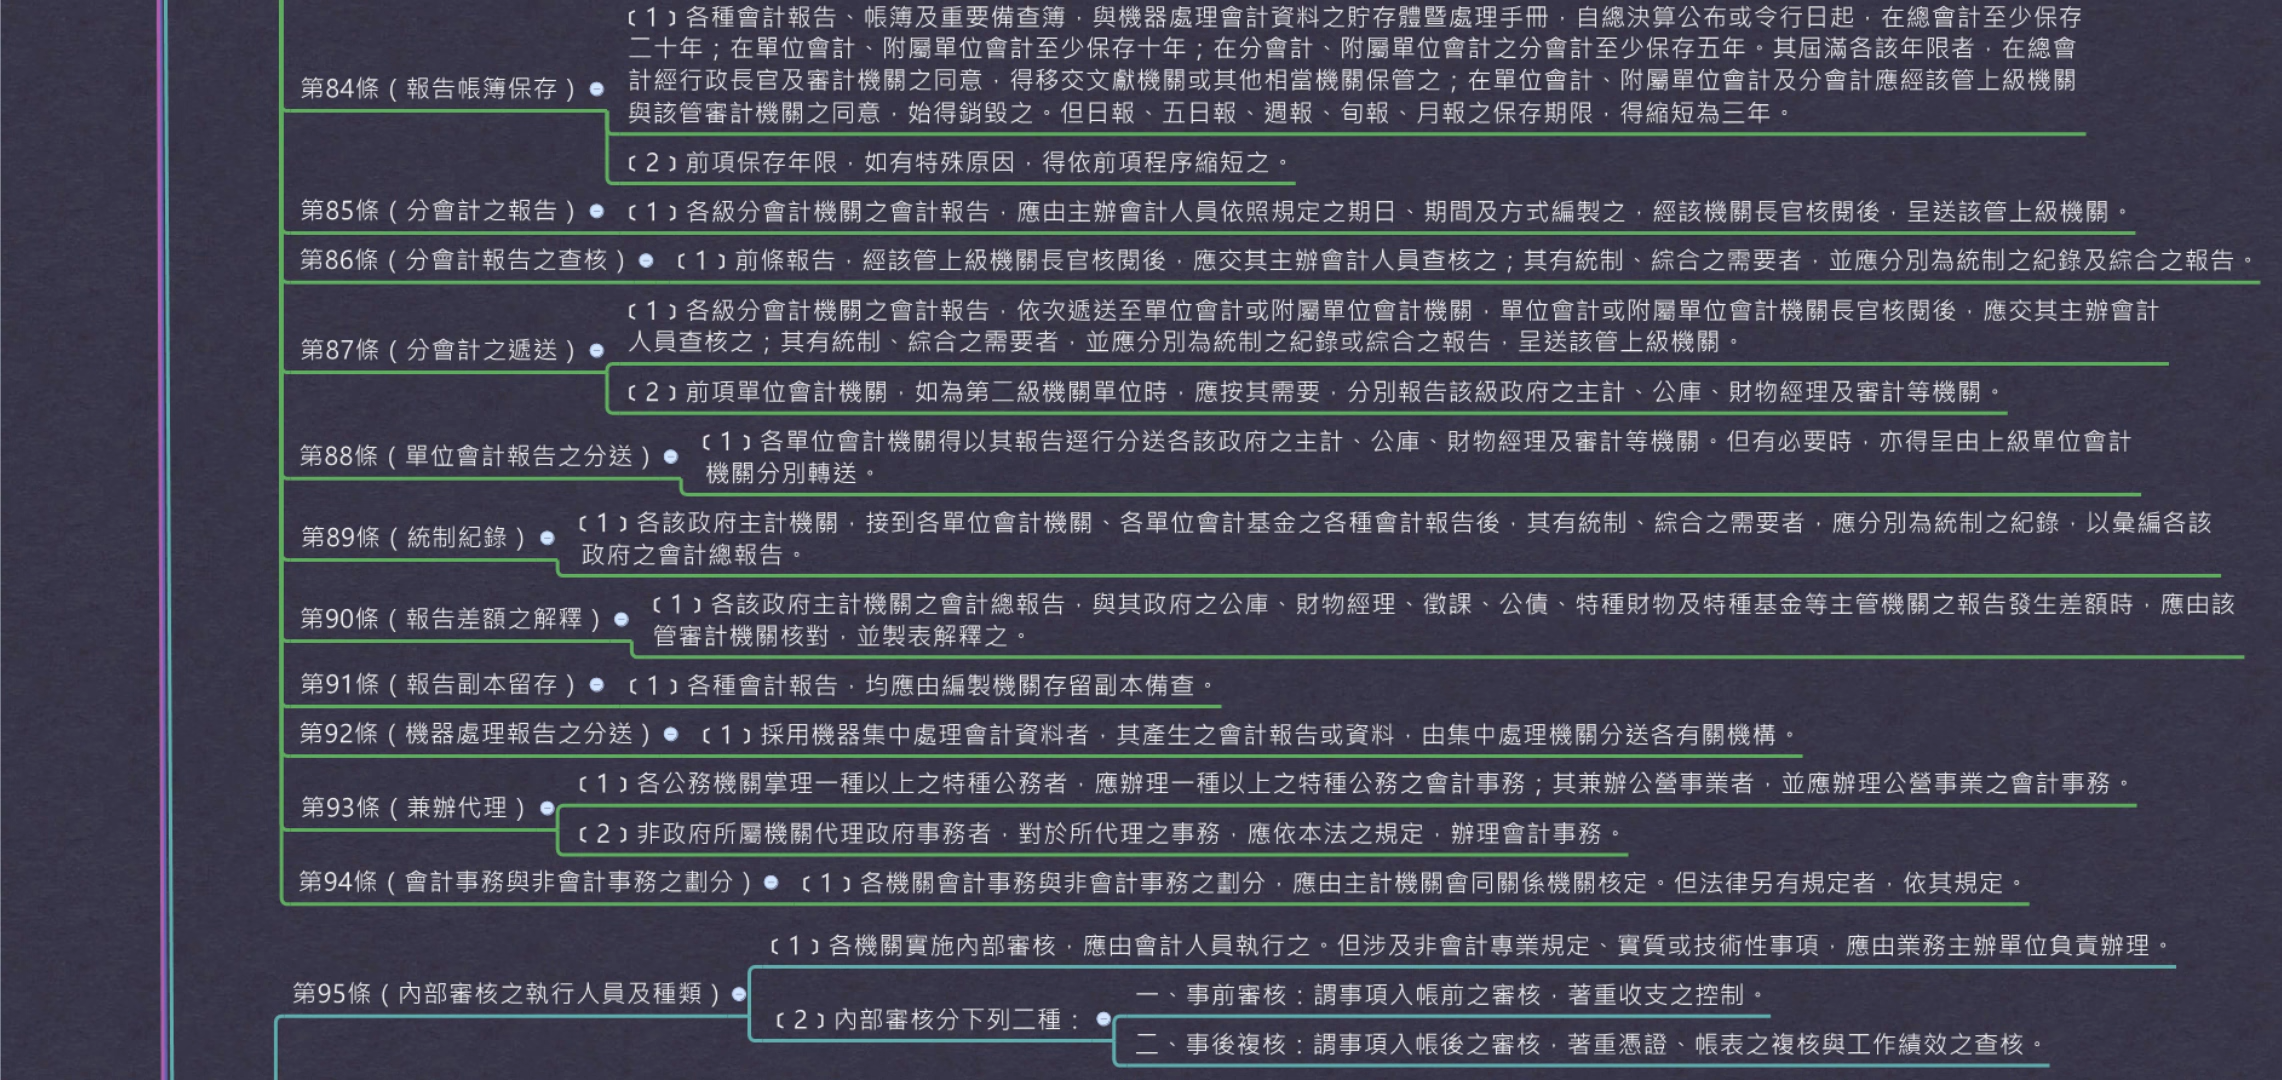 第84條（報告帳簿保存）
﹝1﹞各種會計報告、帳簿及重要備查簿，與機器處理會計資料之貯存體暨處理手冊，自總決算公布或令行日起，在總會計至少保存
二十年；在單位會計、附屬單位會計至少保存十年；在分會計、附屬單位會計之分會計至少保存五年。其屆滿各該年限者，在總會
計經行政長官及審計機關之同意，得移交文獻機關或其他相當機關保管之；在單位會計、附屬單位會計及分會計應經該管上級機關
與該管審計機關之同意，始得銷毀之。但日報、五日報、週報、旬報、月報之保存期限，得縮短為三年。
﹝2﹞前項保存年限，如有特殊原因，得依前項程序縮短之。
第85條（分會計之報告）
﹝1﹞各級分會計機關之會計報告，應由主辦會計人員依照規定之期日、期間及方式編製之，經該機關長官核閱後，呈送該管上級機關。
第86條（分會計報告之查核）
﹝1﹞前條報告，經該管上級機關長官核閱後，應交其主辦會計人員查核之；其有統制、綜合之需要者，並應分別為統制之紀錄及綜合之報告。
第87條（分會計之遞送）
﹝1﹞各級分會計機關之會計報告，依次遞送至單位會計或附屬單位會計機關，單位會計或附屬單位會計機關長官核閱後，應交其主辦會計
人員查核之；其有統制、綜合之需要者，並應分別為統制之紀錄或綜合之報告，呈送該管上級機關。
﹝2﹞前項單位會計機關，如為第二級機關單位時，應按其需要，分別報告該級政府之主計、公庫、財物經理及審計等機關。
第88條（單位會計報告之分送）
﹝1﹞各單位會計機關得以其報告逕行分送各該政府之主計、公庫、財物經理及審計等機關。但有必要時，亦得呈由上級單位會計
機關分別轉送。
第89條（統制紀錄）
﹝1﹞各該政府主計機關，接到各單位會計機關、各單位會計基金之各種會計報告後，其有統制、綜合之需要者，應分別為統制之紀錄，以彙編各該
政府之會計總報告。
第90條（報告差額之解釋）
﹝1﹞各該政府主計機關之會計總報告，與其政府之公庫、財物經理、徵課、公債、特種財物及特種基金等主管機關之報告發生差額時，應由該
管審計機關核對，並製表解釋之。
第91條（報告副本留存）
﹝1﹞各種會計報告，均應由編製機關存留副本備查。
第92條（機器處理報告之分送）
﹝1﹞採用機器集中處理會計資料者，其產生之會計報告或資料，由集中處理機關分送各有關機構。
第93條（兼辦代理）
﹝1﹞各公務機關掌理一種以上之特種公務者，應辦理一種以上之特種公務之會計事務；其兼辦公營事業者，並應辦理公營事業之會計事務。
﹝2﹞非政府所屬機關代理政府事務者，對於所代理之事務，應依本法之規定，辦理會計事務。
第94條（會計事務與非會計事務之劃分）
﹝1﹞各機關會計事務與非會計事務之劃分，應由主計機關會同關係機關核定。但法律另有規定者，依其規定。
第95條（內部審核之執行人員及種類）
﹝1﹞各機關實施內部審核，應由會計人員執行之。但涉及非會計專業規定、實質或技術性事項，應由業務主辦單位負責辦理。
﹝2﹞內部審核分下列二種：
一、事前審核：謂事項入帳前之審核，著重收支之控制。
二、事後複核：謂事項入帳後之審核，著重憑證、帳表之複核與工作績效之查核。